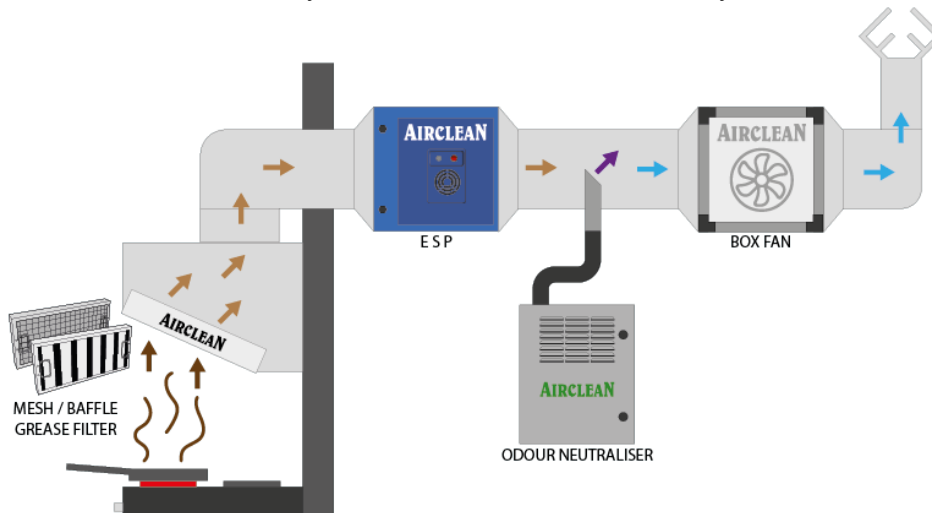 AIRCLEAN
AIRCLEAN
E S P
BOX FAN
AIRCLEAN
MESH / BAFFLE
GREASE FILTER
AIRCLEAN
ODOUR NEUTRALISER